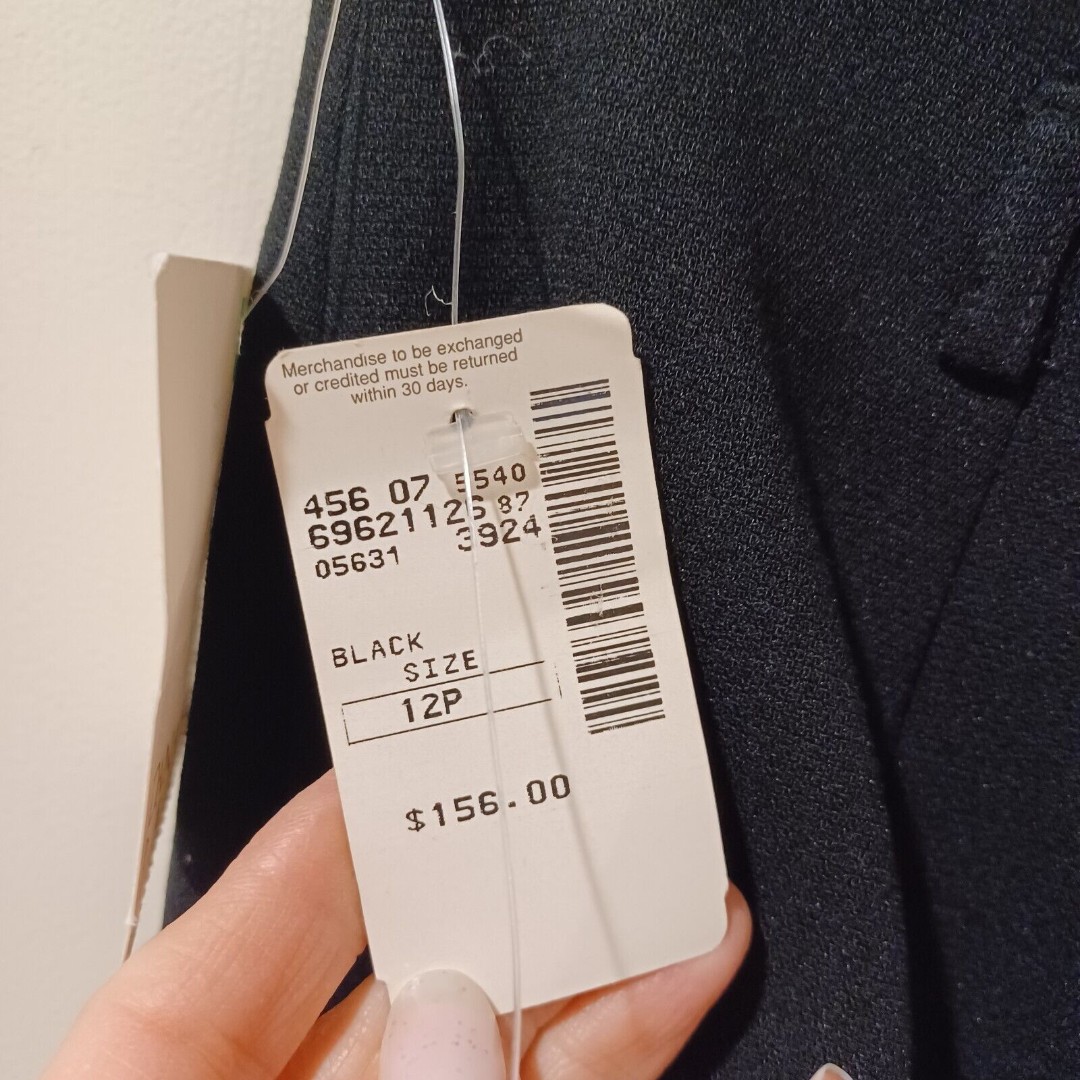 Merchandise to be exchanged
or credited must be returned
within 30 days.
456 07 5540
69621126 87
05631 3924
BLACK
SIZE
12P
$156.00